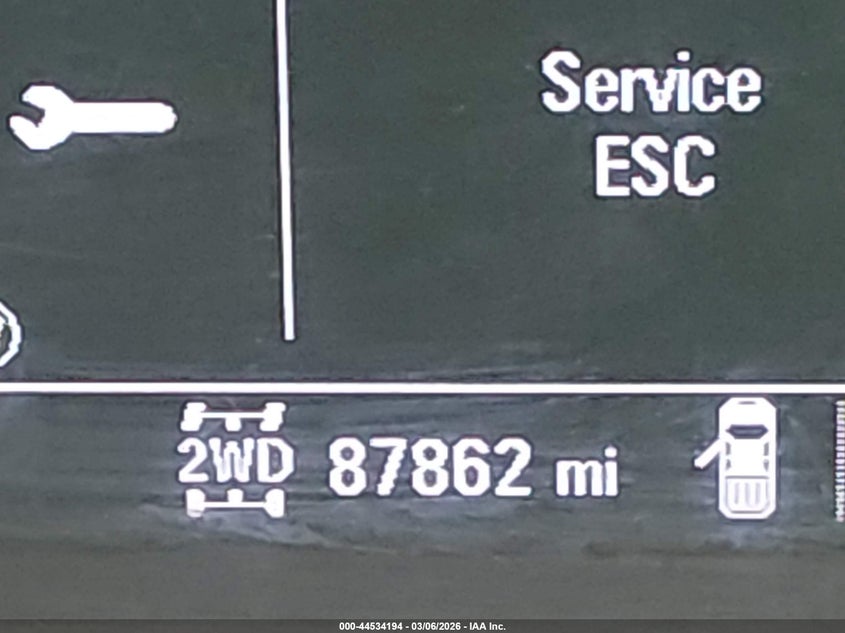 Service
ESC
2WD 87862 mi
000-44534194 - 03/06/2026 - IAA Inc.